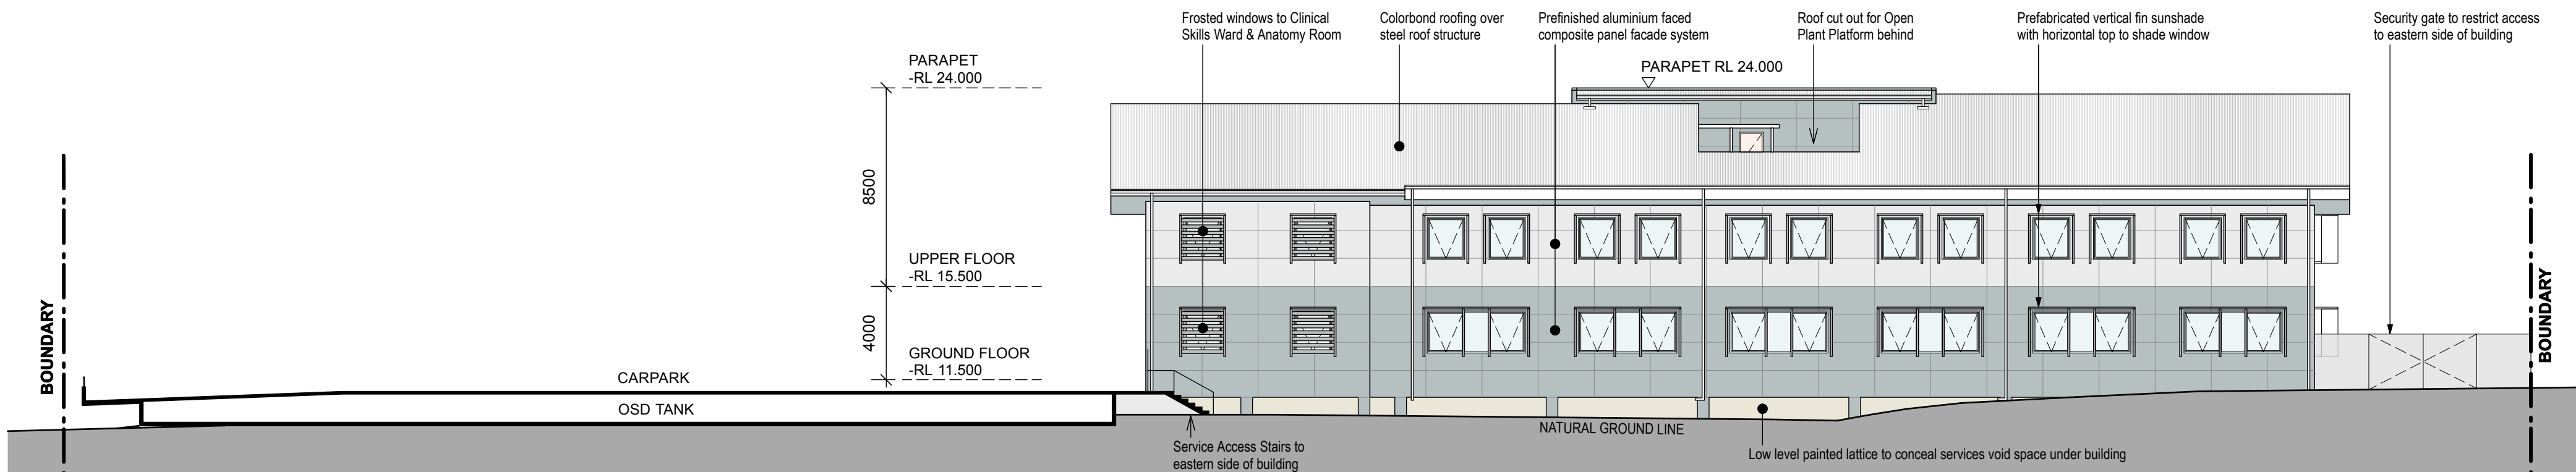 Frosted windows to Clinical
Skills Ward & Anatomy Room
Colorbond roofing over
steel roof structure
Prefinished aluminium faced
composite panel facade system
Roof cut out for Open
Plant Platform behind
Prefabricated vertical fin sunshade
with horizontal top to shade window
Security gate to restrict access
to eastern side of building
PARAPET
-RL 24.000
PARAPET RL 24.000
8500
UPPER FLOOR
-RL 15.500
4000
GROUND FLOOR
-RL 11.500
BOUNDARY
BOUNDARY
CARPARK
OSD TANK
NATURAL GROUND LINE
Service Access Stairs to
eastern side of building
Low level painted lattice to conceal services void space under building